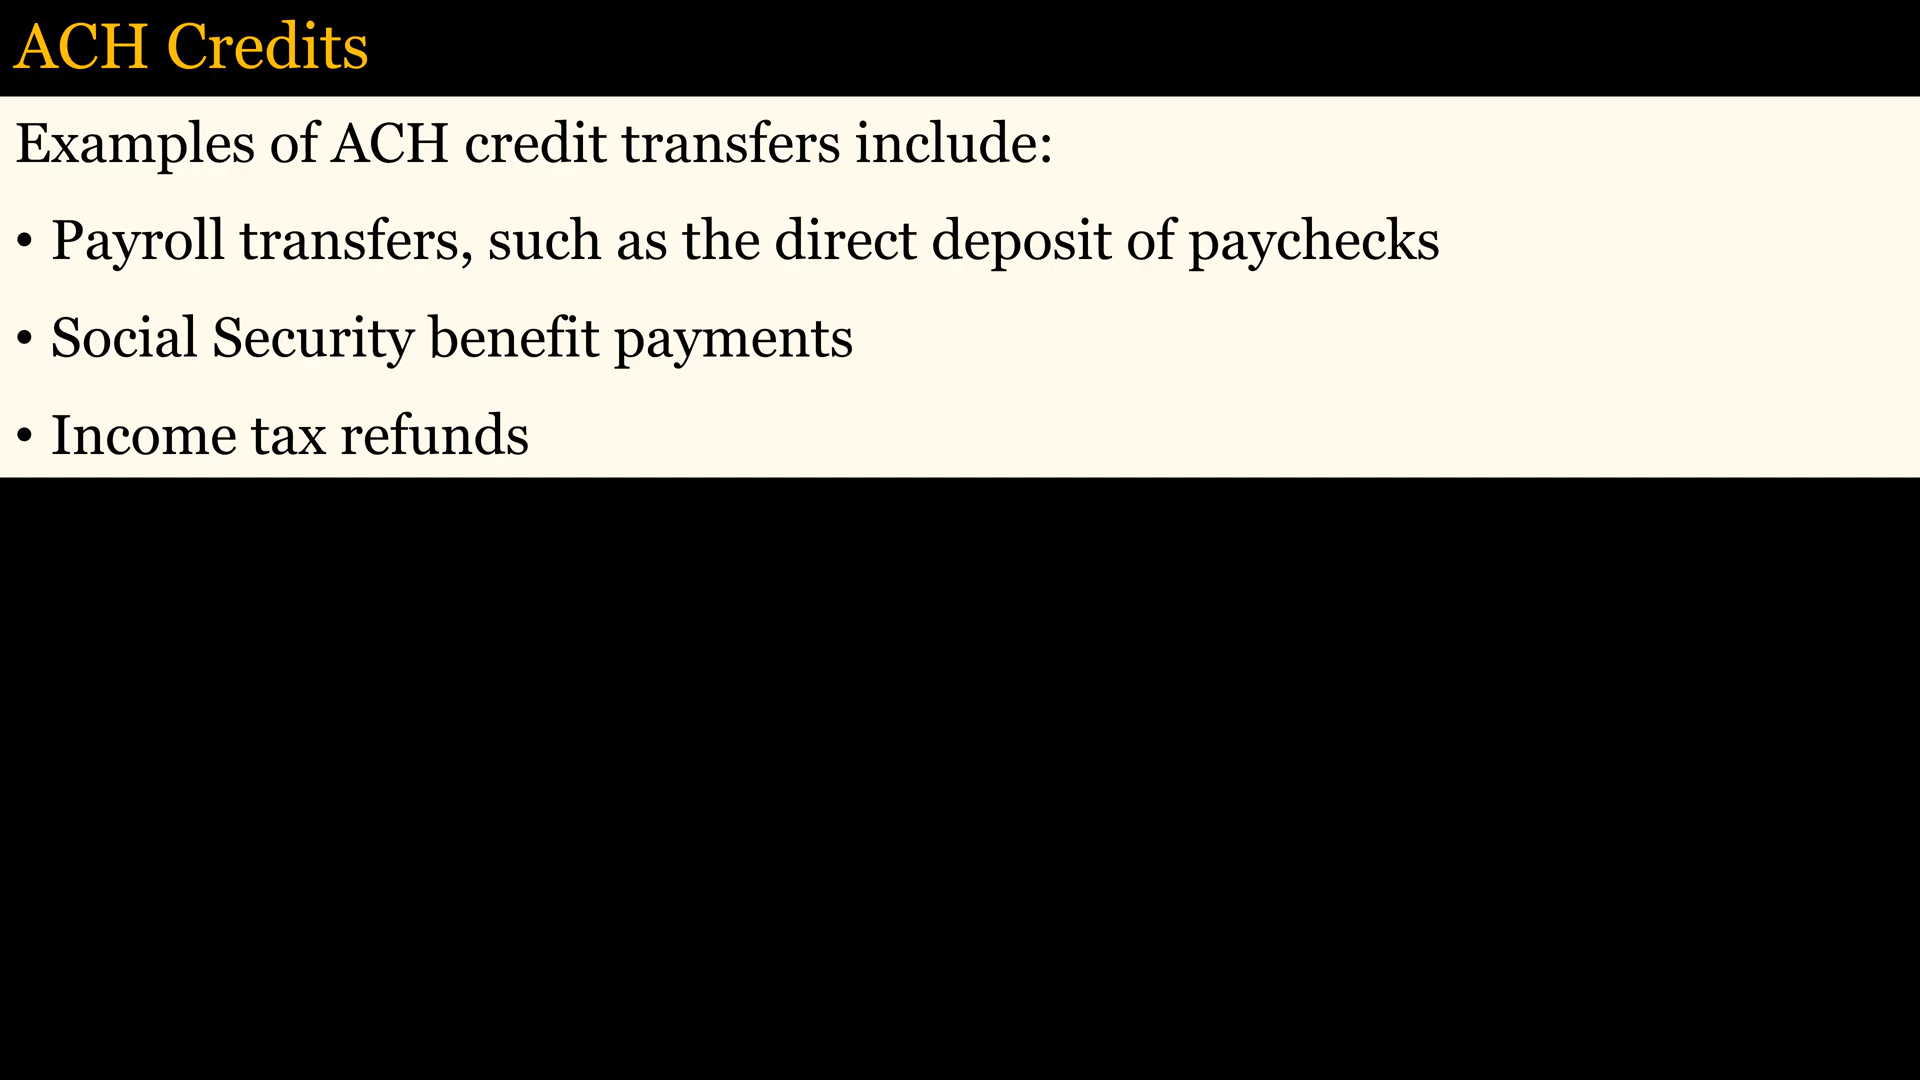 ACH Credits
Examples of ACH credit transfers include:
• Payroll transfers, such as the direct deposit of paychecks
• Social Security benefit payments
• Income tax refunds